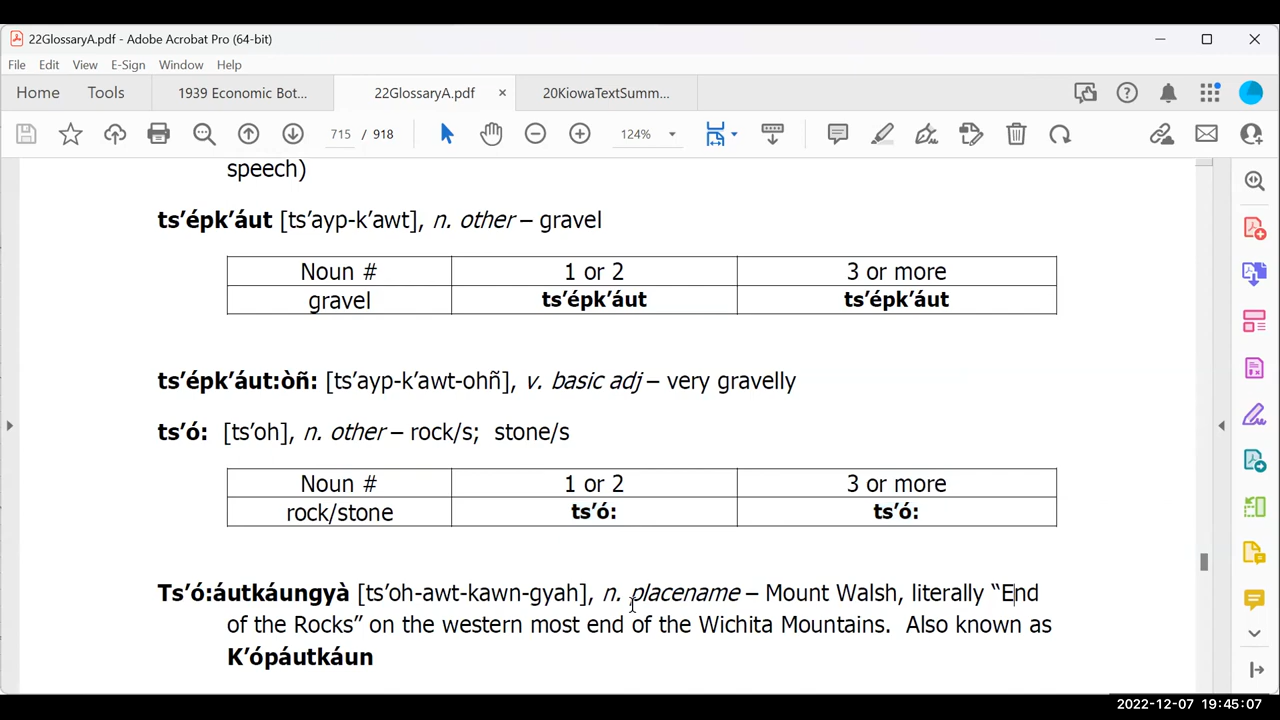 22GlossaryA.pdf - Adobe Acrobat Pro (64-bit)
File Edit View E-Sign Window Help
Home Tools 1939 Economic Bot... 22GlossaryA.pdf × 20KiowaTextSumm...
715 / 918 124%
speech)
ts’épk’áut [ts’ayp-k’awt], n. other – gravel
Noun # 1 or 2 3 or more
gravel ts’épk’áut ts’épk’áut
ts’épk’áut:òñ: [ts’ayp-k’awt-ohñ], v. basic adj – very gravelly
ts’ó: [ts’oh], n. other – rock/s; stone/s
Noun # 1 or 2 3 or more
rock/stone ts’ó: ts’ó:
Ts’ó:áutkáungyà [ts’oh-awt-kawn-gyah], n. placename – Mount Walsh, literally “End
of the Rocks” on the western most end of the Wichita Mountains. Also known as
K’ópáutkáun
2022-12-07 19:45:07